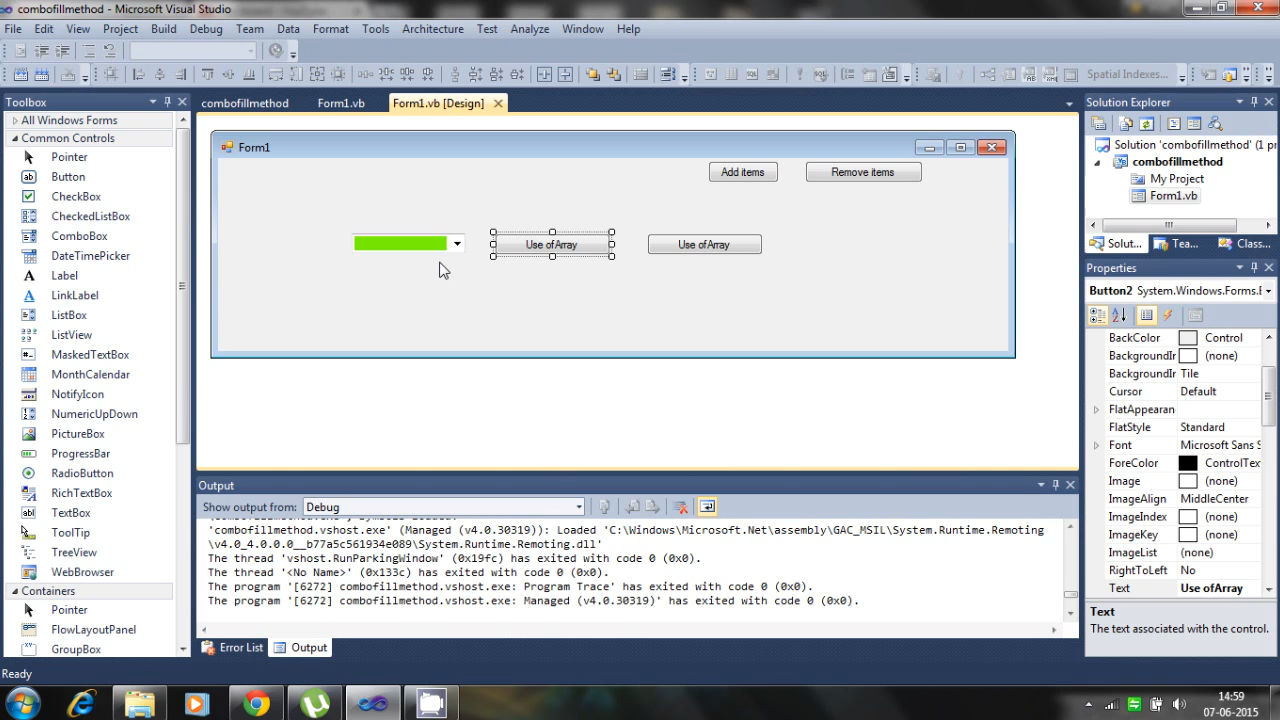 combofillmethod - Microsoft Visual Studio
File Edit View Project Build Debug Team Data Format Tools Architecture Test Analyze Window Help
Spatial Indexes...
Toolbox
All Windows Forms
Common Controls
Pointer
Button
CheckBox
CheckedListBox
ComboBox
DateTimePicker
Label
LinkLabel
ListBox
ListView
MaskedTextBox
MonthCalendar
NotifyIcon
NumericUpDown
PictureBox
ProgressBar
RadioButton
RichTextBox
TextBox
ToolTip
TreeView
WebBrowser
Containers
Pointer
FlowLayoutPanel
GroupBox
combofillmethod Form1.vb Form1.vb [Design]
Form1
Add items Remove items
Use of Array Use of Array
Output
Show output from: Debug
'combofillmethod.vshost.exe' (Managed (v4.0.30319)): Loaded 'C:\Windows\Microsoft.Net\assembly\GAC_MSIL\System.Runtime.Remoting
\v4.0_4.0.0.0__b77a5c561934e089\System.Runtime.Remoting.dll'
The thread 'vshost.RunParkingWindow' (0x19fc) has exited with code 0 (0x0).
The thread '<No Name>' (0x133c) has exited with code 0 (0x0).
The program '[6272] combofillmethod.vshost.exe: Program Trace' has exited with code 0 (0x0).
The program '[6272] combofillmethod.vshost.exe: Managed (v4.0.30319)' has exited with code 0 (0x0).
Error List Output
Solution Explorer
Solution 'combofillmethod' (1 p
combofillmethod
My Project
Form1.vb
Solut... Tea... Class...
Properties
Button2 System.Windows.Forms.E
BackColor Control
BackgroundIr (none)
BackgroundIr Tile
Cursor Default
FlatAppearan
FlatStyle Standard
Font Microsoft Sans S
ForeColor ControlTex
Image (none)
ImageAlign MiddleCenter
ImageIndex (none)
ImageKey (none)
ImageList (none)
RightToLeft No
Text Use of Array
Text
The text associated with the control.
Ready
14:59
07-06-2015